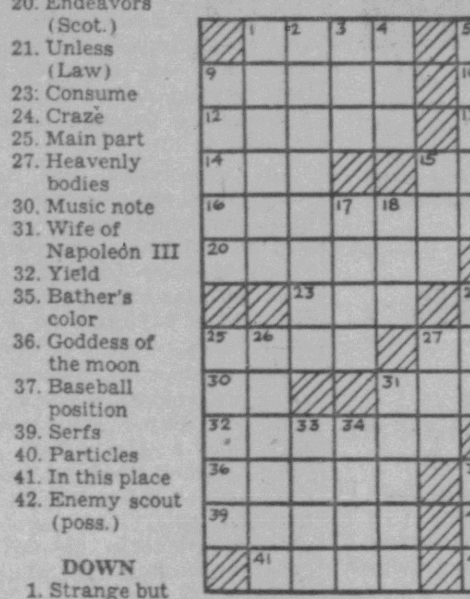 20. Endeavors
(Scot.)
21. Unless
(Law)
23: Consume
24. Craze
25. Main part
27. Heavenly
bodies
30. Music note
31. Wife of
Napoleon III
32. Yield
35. Bather's
color
36. Goddess of
the moon
37. Baseball
position
39. Serfs
40. Particles
41. In this place
42. Enemy scout
(poss.)
DOWN
1. Strange but
1 2 3 4
9
12
14 15
16 17 18
20
23
25 26 27
30 31
32 33 34
36
39
41